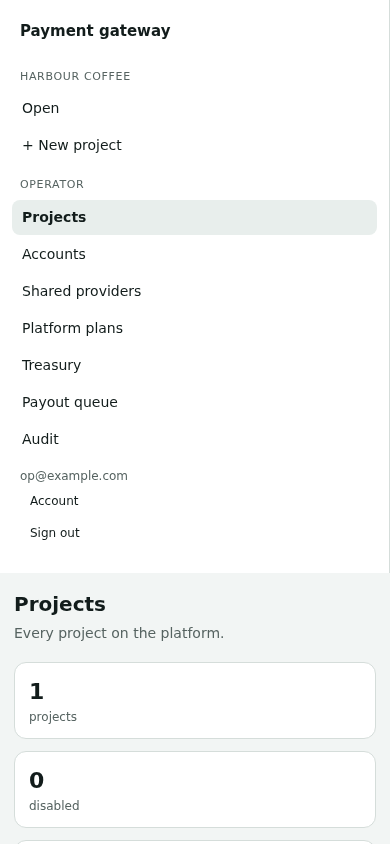 Payment gateway
HARBOUR COFFEE
Open
+ New project
OPERATOR
Projects
Accounts
Shared providers
Platform plans
Treasury
Payout queue
Audit
op@example.com
Account
Sign out
Projects
Every project on the platform.
1
projects
0
disabled